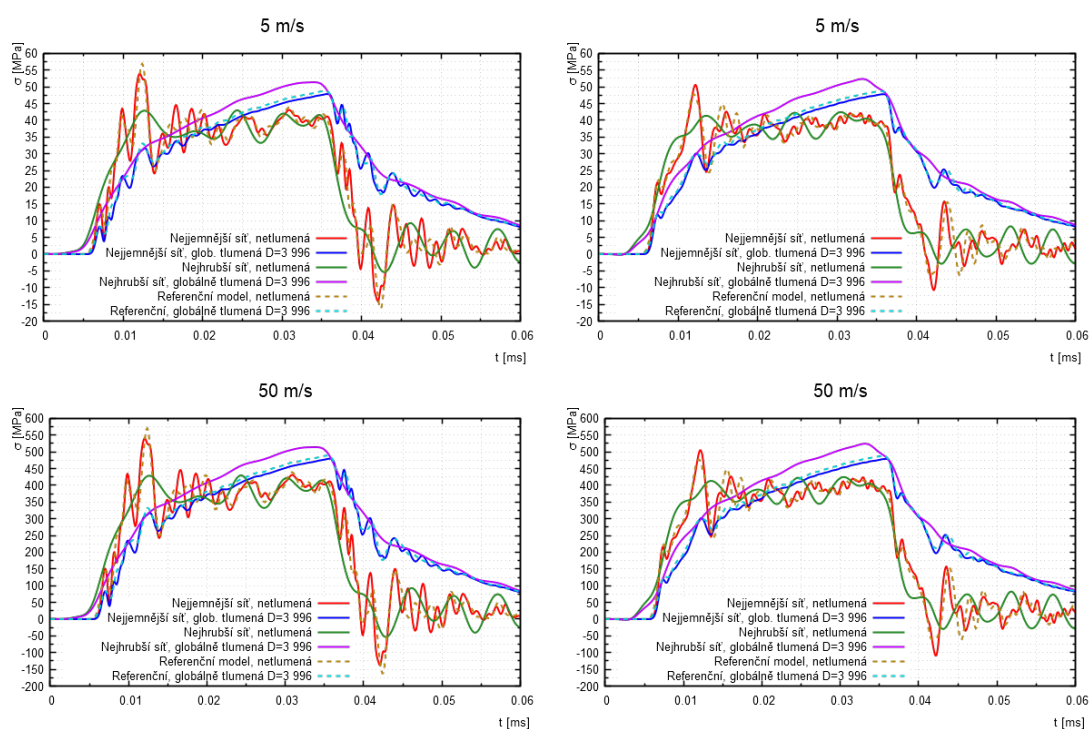 5 m/s
σ [MPa]
60
55
50
45
40
35
30
25
20
15
10
5
0
-5
-10
-15
-20
Nejjemnější síť, netlumená
Nejjemnější síť, glob. tlumená D=3 996
Nejhrubší síť, netlumená
Nejhrubší síť, globálně tlumená D=3 996
Referenční model, netlumená
Referenční, globálně tlumená D=3 996
0 0.01 0.02 0.03 0.04 0.05 0.06
t [ms]
5 m/s
σ [MPa]
60
55
50
45
40
35
30
25
20
15
10
5
0
-5
-10
-15
-20
Nejjemnější síť, netlumená
Nejjemnější síť, glob. tlumená D=3 996
Nejhrubší síť, netlumená
Nejhrubší síť, globálně tlumená D=3 996
Referenční model, netlumená
Referenční, globálně tlumená D=3 996
0 0.01 0.02 0.03 0.04 0.05 0.06
t [ms]
50 m/s
σ [MPa]
600
550
500
450
400
350
300
250
200
150
100
50
0
-50
-100
-150
-200
Nejjemnější síť, netlumená
Nejjemnější síť, glob. tlumená D=3 996
Nejhrubší síť, netlumená
Nejhrubší síť, globálně tlumená D=3 996
Referenční model, netlumená
Referenční, globálně tlumená D=3 996
0 0.01 0.02 0.03 0.04 0.05 0.06
t [ms]
50 m/s
σ [MPa]
600
550
500
450
400
350
300
250
200
150
100
50
0
-50
-100
-150
-200
Nejjemnější síť, netlumená
Nejjemnější síť, glob. tlumená D=3 996
Nejhrubší síť, netlumená
Nejhrubší síť, globálně tlumená D=3 996
Referenční model, netlumená
Referenční, globálně tlumená D=3 996
0 0.01 0.02 0.03 0.04 0.05 0.06
t [ms]